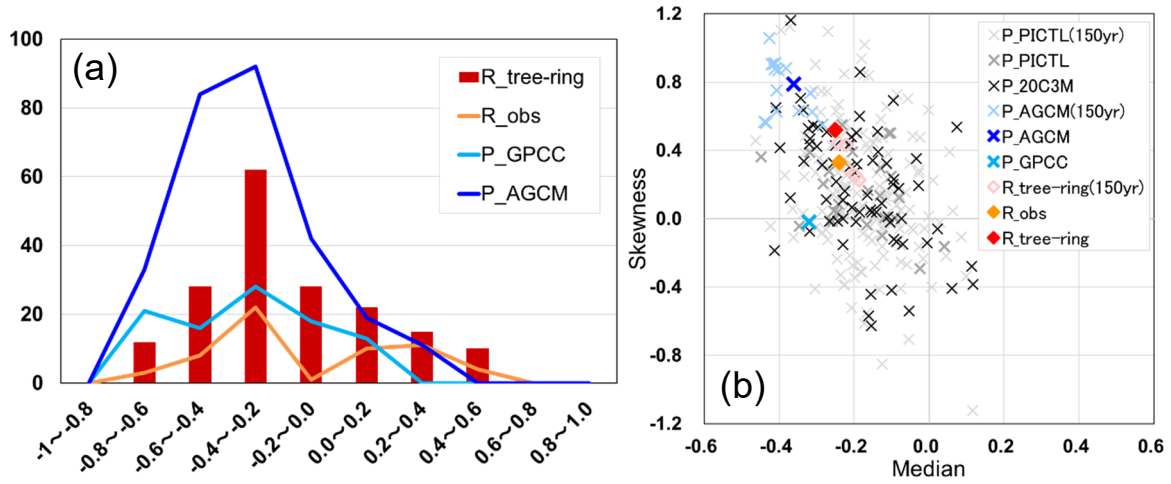 100
80
60
40
20
0
(a)
R_tree-ring
R_obs
P_GPCC
P_AGCM
-1～-0.8
-0.8～-0.6
-0.6～-0.4
-0.4～-0.2
-0.2～0.0
0.0～0.2
0.2～0.4
0.4～0.6
0.6～0.8
0.8～1.0
Skewness
1.2
0.8
0.4
0.0
-0.4
-0.8
-1.2
(b)
P_PICTL(150yr)
P_PICTL
P_20C3M
P_AGCM(150yr)
P_AGCM
P_GPCC
R_tree-ring(150yr)
R_obs
R_tree-ring
-0.6
-0.4
-0.2
0.0
0.2
0.4
0.6
Median